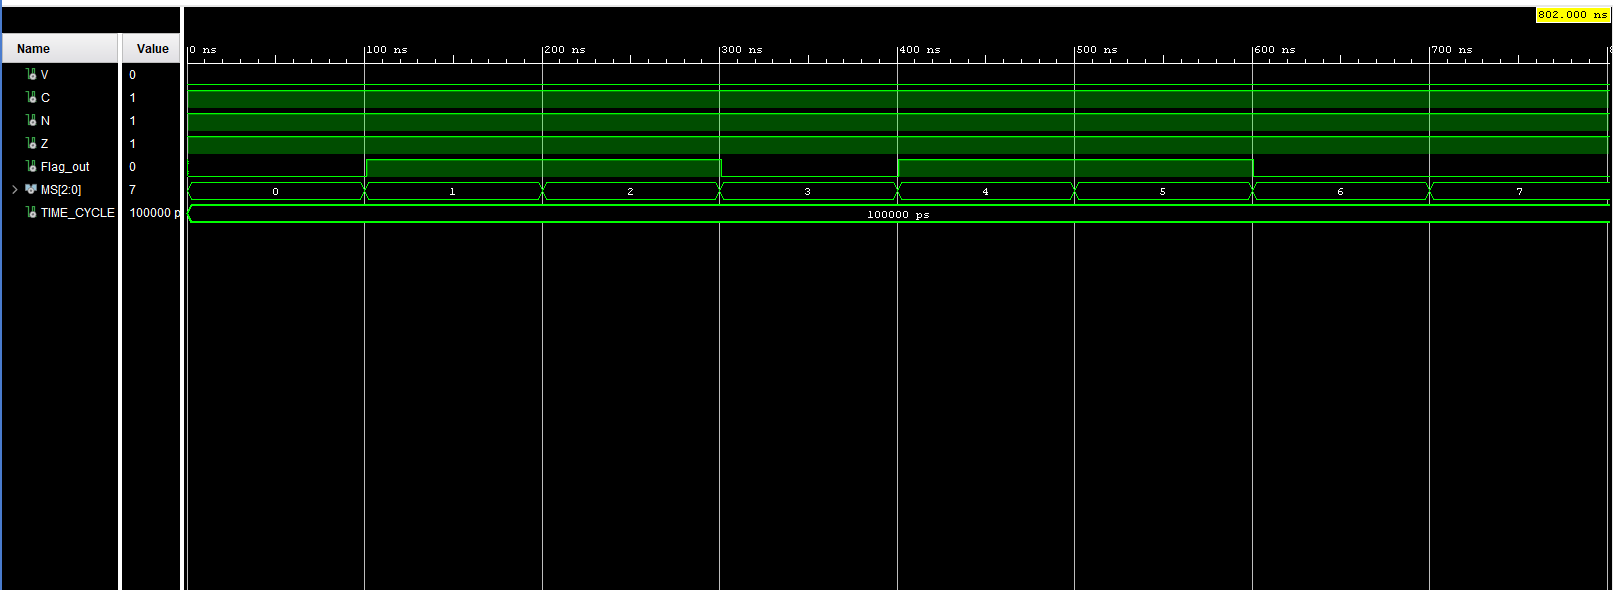 802.000 ns
Name Value
0 ns 100 ns 200 ns 300 ns 400 ns 500 ns 600 ns 700 ns
V 0
C 1
N 1
Z 1
Flag_out 0
MS[2:0] 7 0 1 2 3 4 5 6 7
TIME_CYCLE 100000 p 100000 ps